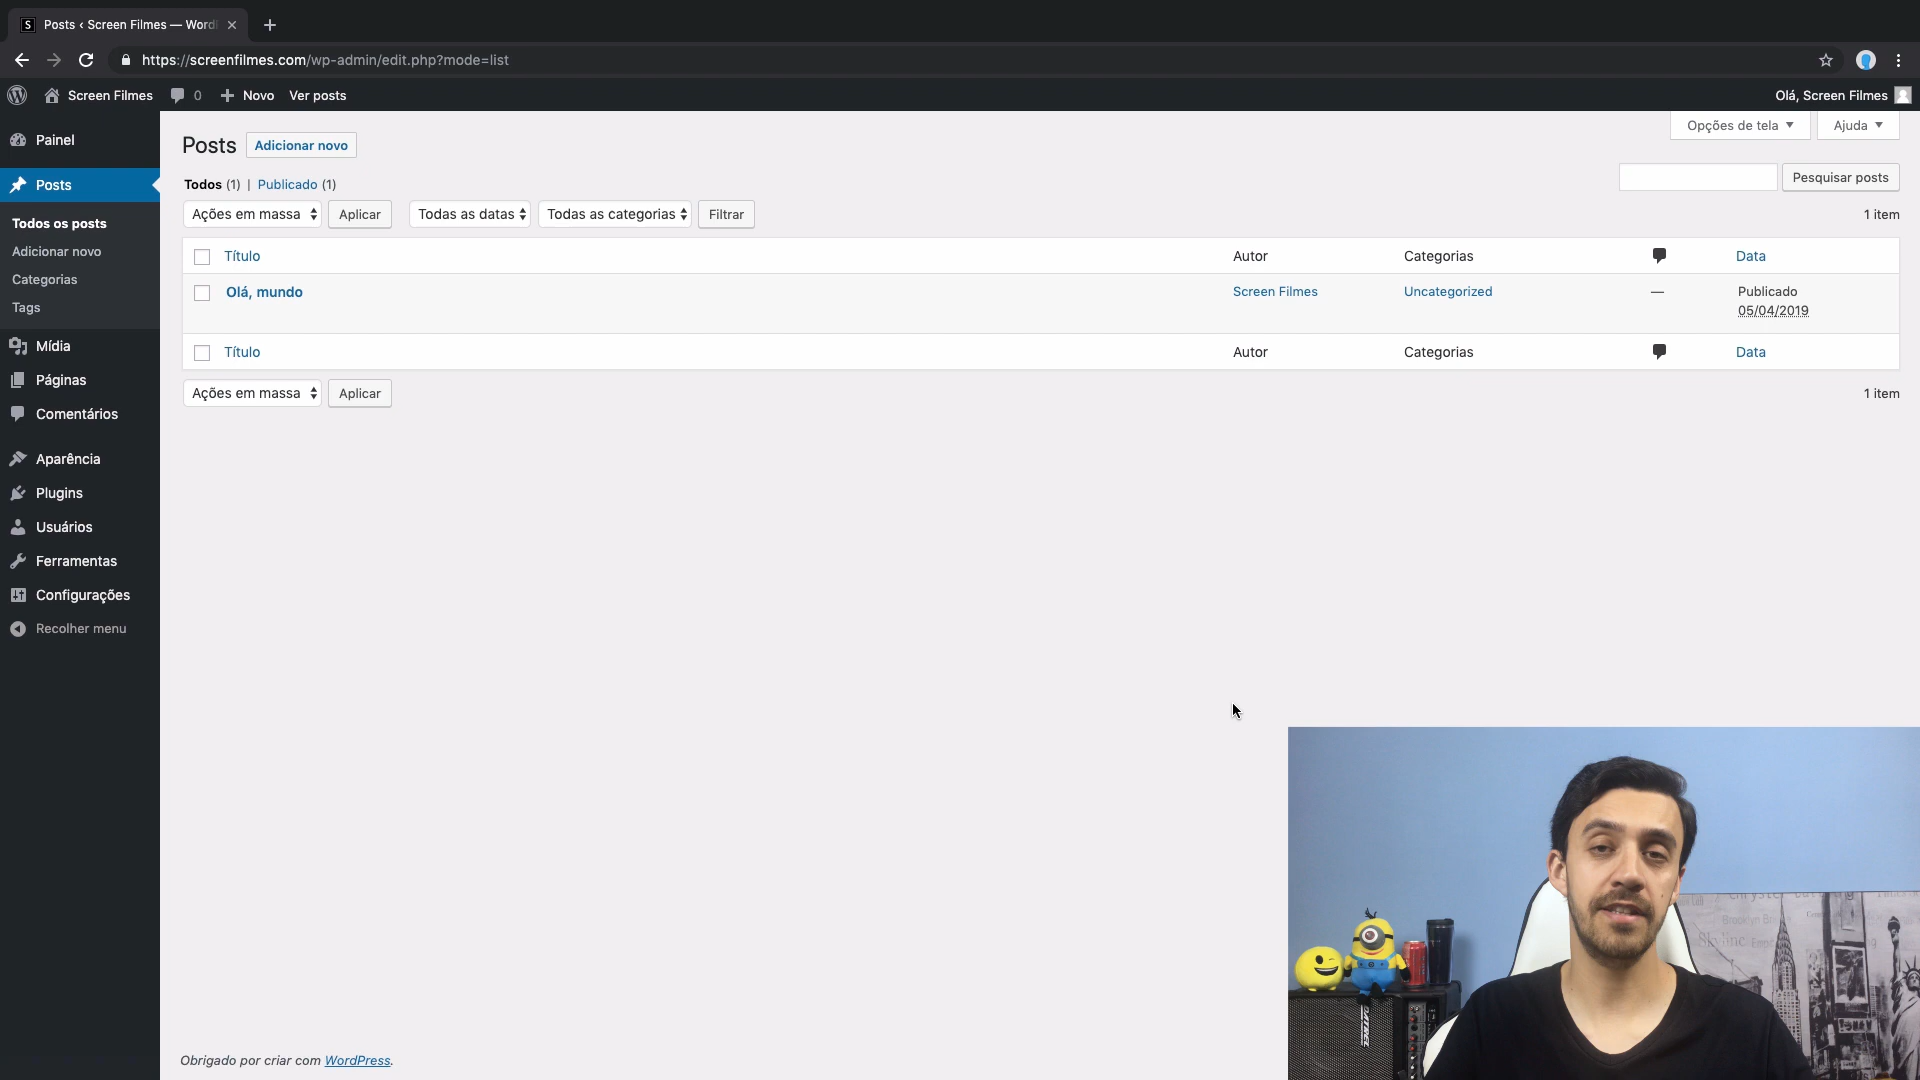 Posts ‹ Screen Filmes — Word
https://screenfilmes.com/wp-admin/edit.php?mode=list
Screen Filmes 0 Novo Ver posts Olá, Screen Filmes
Opções de tela Ajuda
Painel
Posts
Todos os posts
Adicionar novo
Categorias
Tags
Mídia
Páginas
Comentários
Aparência
Plugins
Usuários
Ferramentas
Configurações
Recolher menu
Posts Adicionar novo
Todos (1) | Publicado (1)
Pesquisar posts
Ações em massa Aplicar Todas as datas Todas as categorias Filtrar 1 item
Título Autor Categorias Data
Olá, mundo Screen Filmes Uncategorized — Publicado
05/04/2019
Título Autor Categorias Data
Ações em massa Aplicar 1 item
Obrigado por criar com WordPress.
Skyline